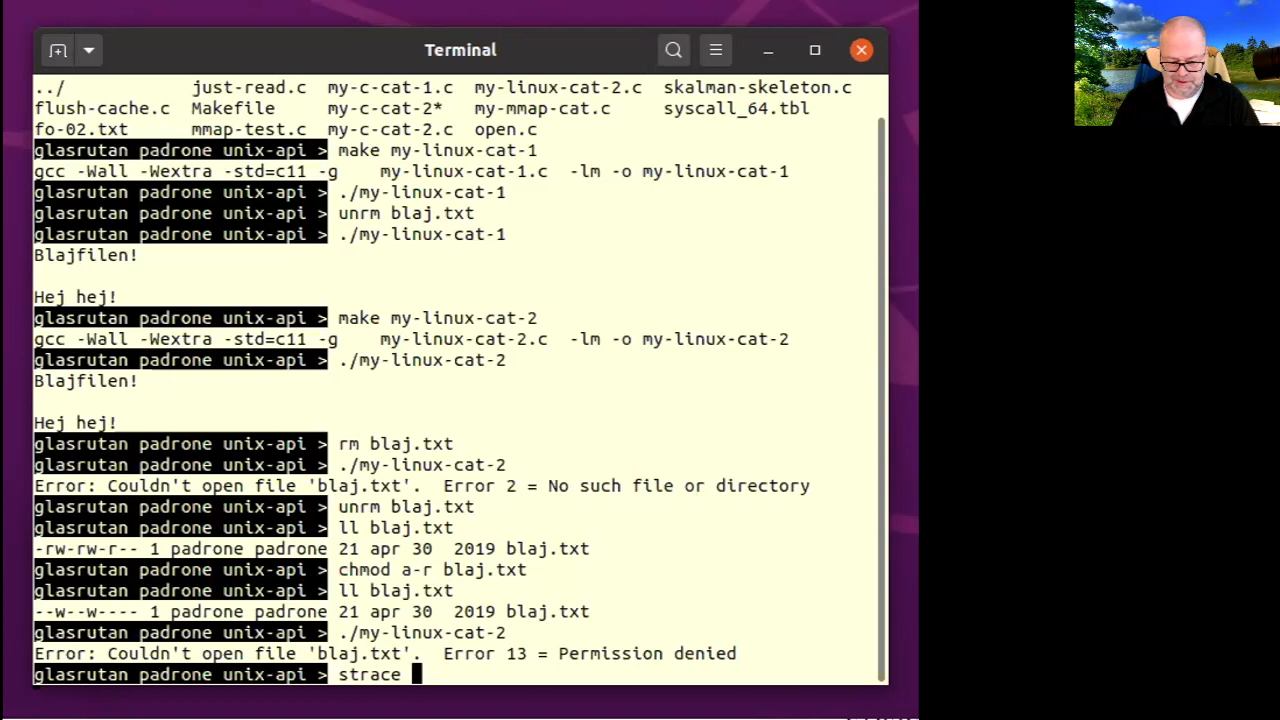 Terminal
../ just-read.c my-c-cat-1.c my-linux-cat-2.c skalman-skeleton.c
flush-cache.c Makefile my-c-cat-2* my-mmap-cat.c syscall_64.tbl
fo-02.txt mmap-test.c my-c-cat-2.c open.c
glasrutan padrone unix-api > make my-linux-cat-1
gcc -Wall -Wextra -std=c11 -g my-linux-cat-1.c -lm -o my-linux-cat-1
glasrutan padrone unix-api > ./my-linux-cat-1
glasrutan padrone unix-api > unrm blaj.txt
glasrutan padrone unix-api > ./my-linux-cat-1
Blajfilen!
Hej hej!
glasrutan padrone unix-api > make my-linux-cat-2
gcc -Wall -Wextra -std=c11 -g my-linux-cat-2.c -lm -o my-linux-cat-2
glasrutan padrone unix-api > ./my-linux-cat-2
Blajfilen!
Hej hej!
glasrutan padrone unix-api > rm blaj.txt
glasrutan padrone unix-api > ./my-linux-cat-2
Error: Couldn't open file 'blaj.txt'. Error 2 = No such file or directory
glasrutan padrone unix-api > unrm blaj.txt
glasrutan padrone unix-api > ll blaj.txt
-rw-rw-r-- 1 padrone padrone 21 apr 30 2019 blaj.txt
glasrutan padrone unix-api > chmod a-r blaj.txt
glasrutan padrone unix-api > ll blaj.txt
--w--w---- 1 padrone padrone 21 apr 30 2019 blaj.txt
glasrutan padrone unix-api > ./my-linux-cat-2
Error: Couldn't open file 'blaj.txt'. Error 13 = Permission denied
glasrutan padrone unix-api > strace